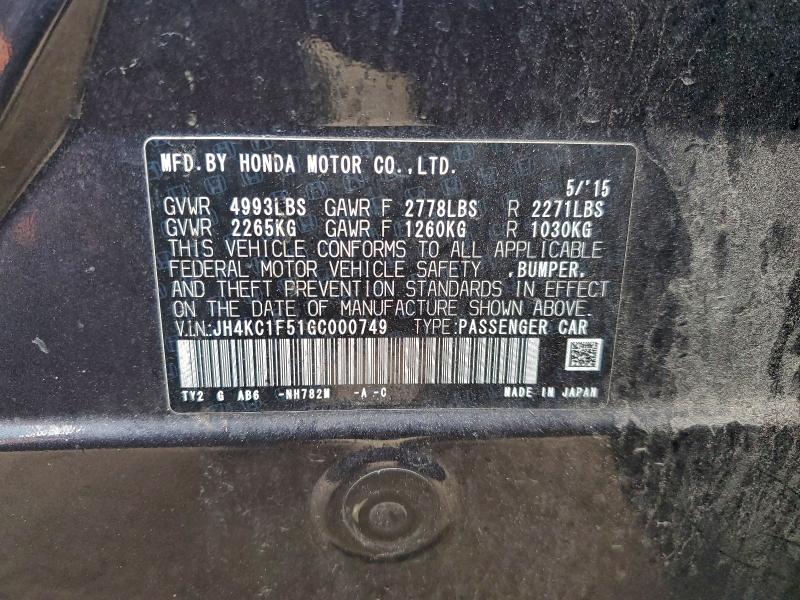 MFD.BY HONDA MOTOR CO.,LTD.
5/'15
GVWR 4993LBS GAWR F 2778LBS R 2271LBS
GVWR 2265KG GAWR F 1260KG R 1030KG
THIS VEHICLE CONFORMS TO ALL APPLICABLE
FEDERAL MOTOR VEHICLE SAFETY ,BUMPER,
AND THEFT PREVENTION STANDARDS IN EFFECT
ON THE DATE OF MANUFACTURE SHOWN ABOVE.
V.IN:JH4KC1F51GC000749 TYPE:PASSENGER CAR
TY2 G AB6 -NH782M -A -C MADE IN JAPAN